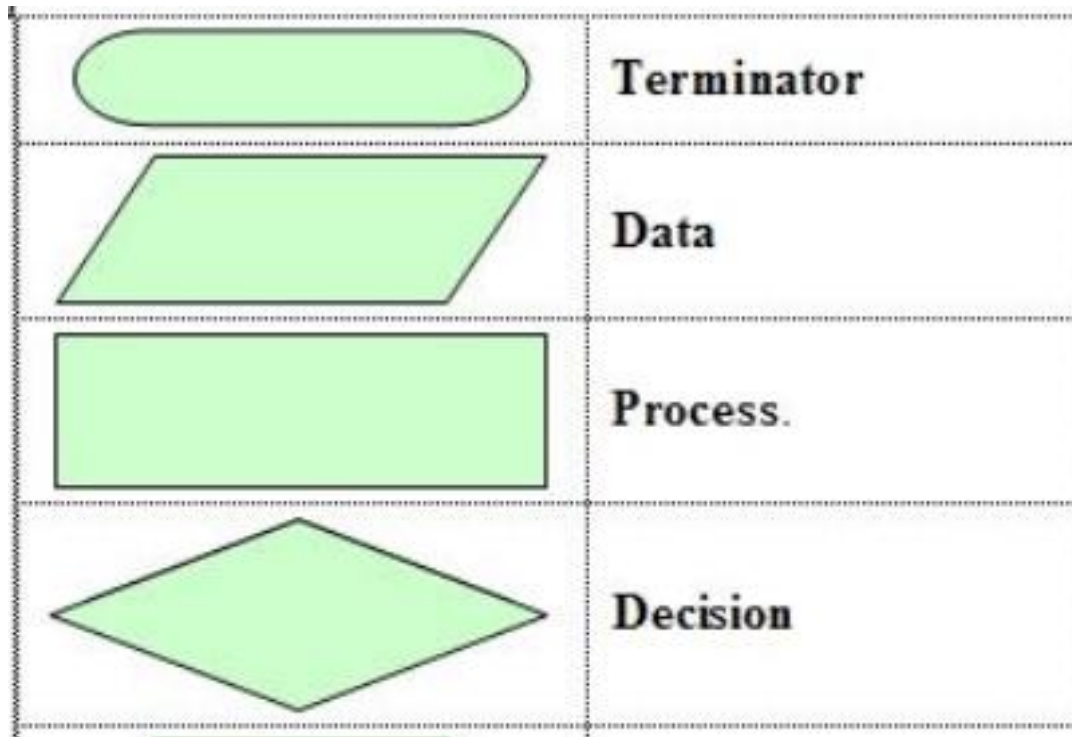 Terminator
Data
Process.
Decision